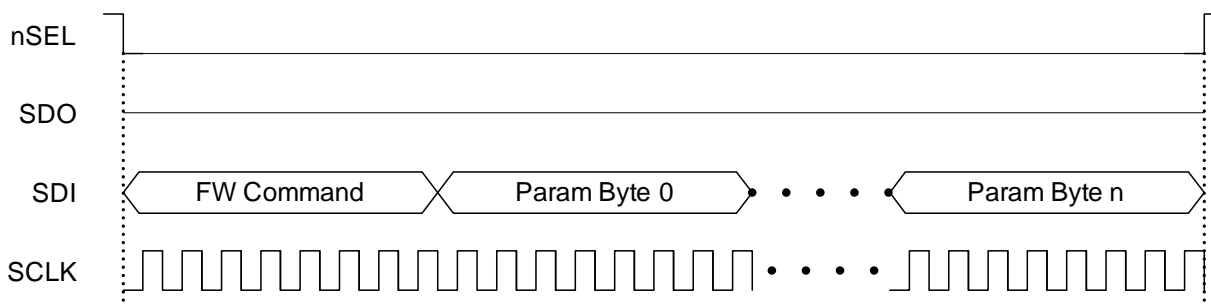 nSEL
SDO
SDI FW Command Param Byte 0 Param Byte n
SCLK